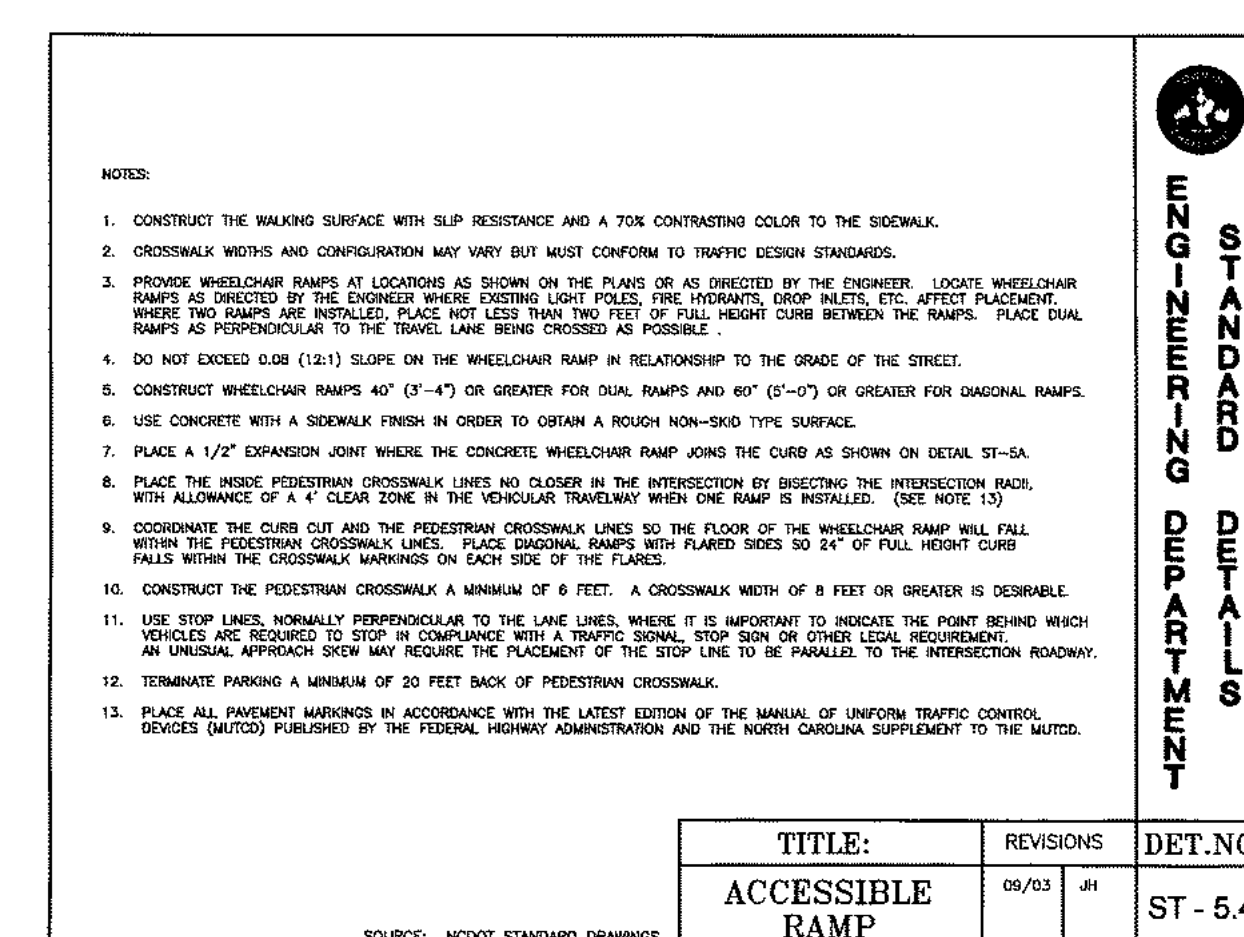 NOTES:
1. CONSTRUCT THE WALKING SURFACE WITH SLIP RESISTANCE AND A 70% CONTRASTING COLOR TO THE SIDEWALK.
2. CROSSWALK WIDTHS AND CONFIGURATION MAY VARY BUT MUST CONFORM TO TRAFFIC DESIGN STANDARDS.
3. PROVIDE WHEELCHAIR RAMPS AT LOCATIONS AS SHOWN ON THE PLANS OR AS DIRECTED BY THE ENGINEER. LOCATE WHEELCHAIR
RAMPS AS DIRECTED BY THE ENGINEER WHERE EXISTING LIGHT POLES, FIRE HYDRANTS, DROP INLETS, ETC. AFFECT PLACEMENT.
WHERE TWO RAMPS ARE INSTALLED, PLACE NOT LESS THAN TWO FEET OF FULL HEIGHT CURB BETWEEN THE RAMPS. PLACE DUAL
RAMPS AS PERPENDICULAR TO THE TRAVEL LANE BEING CROSSED AS POSSIBLE .
4. DO NOT EXCEED 0.08 (12:1) SLOPE ON THE WHEELCHAIR RAMP IN RELATIONSHIP TO THE GRADE OF THE STREET.
5. CONSTRUCT WHEELCHAIR RAMPS 40" (3'-4") OR GREATER FOR DUAL RAMPS AND 60" (5'-0") OR GREATER FOR DIAGONAL RAMPS.
6. USE CONCRETE WITH A SIDEWALK FINISH IN ORDER TO OBTAIN A ROUGH NON-SKID TYPE SURFACE.
7. PLACE A 1/2" EXPANSION JOINT WHERE THE CONCRETE WHEELCHAIR RAMP JOINS THE CURB AS SHOWN ON DETAIL ST-5A.
8. PLACE THE INSIDE PEDESTRIAN CROSSWALK LINES NO CLOSER IN THE INTERSECTION BY BISECTING THE INTERSECTION RADII,
WITH ALLOWANCE OF A 4' CLEAR ZONE IN THE VEHICULAR TRAVELWAY WHEN ONE RAMP IS INSTALLED. (SEE NOTE 13)
9. COORDINATE THE CURB CUT AND THE PEDESTRIAN CROSSWALK LINES SO THE FLOOR OF THE WHEELCHAIR RAMP WILL FALL
WITHIN THE PEDESTRIAN CROSSWALK LINES. PLACE DIAGONAL RAMPS WITH FLARED SIDES SO 24" OF FULL HEIGHT CURB
FALLS WITHIN THE CROSSWALK MARKINGS ON EACH SIDE OF THE FLARES.
10. CONSTRUCT THE PEDESTRIAN CROSSWALK A MINIMUM OF 6 FEET. A CROSSWALK WIDTH OF 8 FEET OR GREATER IS DESIRABLE.
11. USE STOP LINES, NORMALLY PERPENDICULAR TO THE LANE LINES, WHERE IT IS IMPORTANT TO INDICATE THE POINT BEHIND WHICH
VEHICLES ARE REQUIRED TO STOP IN COMPLIANCE WITH A TRAFFIC SIGNAL, STOP SIGN OR OTHER LEGAL REQUIREMENT.
AN UNUSUAL APPROACH SKEW MAY REQUIRE THE PLACEMENT OF THE STOP LINE TO BE PARALLEL TO THE INTERSECTION ROADWAY.
12. TERMINATE PARKING A MINIMUM OF 20 FEET BACK OF PEDESTRIAN CROSSWALK.
13. PLACE ALL PAVEMENT MARKINGS IN ACCORDANCE WITH THE LATEST EDITION OF THE MANUAL OF UNIFORM TRAFFIC CONTROL
DEVICES (MUTCD) PUBLISHED BY THE FEDERAL HIGHWAY ADMINISTRATION AND THE NORTH CAROLINA SUPPLEMENT TO THE MUTCD.
SOURCE: NCDOT STANDARD DRAWINGS
ENGINEERING DEPARTMENT
STANDARD DETAILS
TITLE:
ACCESSIBLE
RAMP
REVISIONS
09/03 JH
DET.NO
ST - 5.4